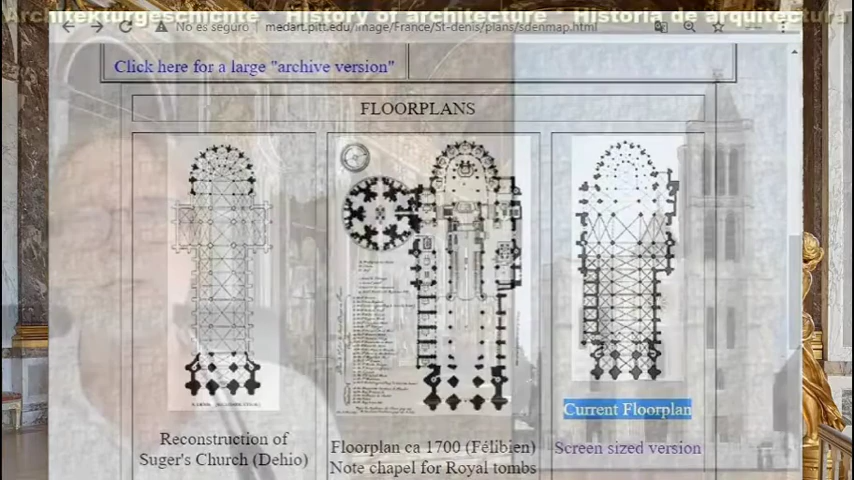 Architekturgeschichte History of architecture Historia de arquitectura
No es seguro medart.pitt.edu/image/France/St-denis/plans/sdenmap.html
Click here for a large "archive version"
FLOORPLANS
Reconstruction of
Suger's Church (Dehio)
Floorplan ca 1700 (Félibien)
Note chapel for Royal tombs
Current Floorplan
Screen sized version